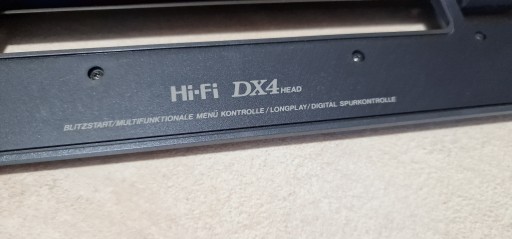 Hi-Fi DX4 HEAD
BLITZSTART/MULTIFUNKTIONALE MENÜ KONTROLLE/LONGPLAY/DIGITAL SPURKONTROLLE